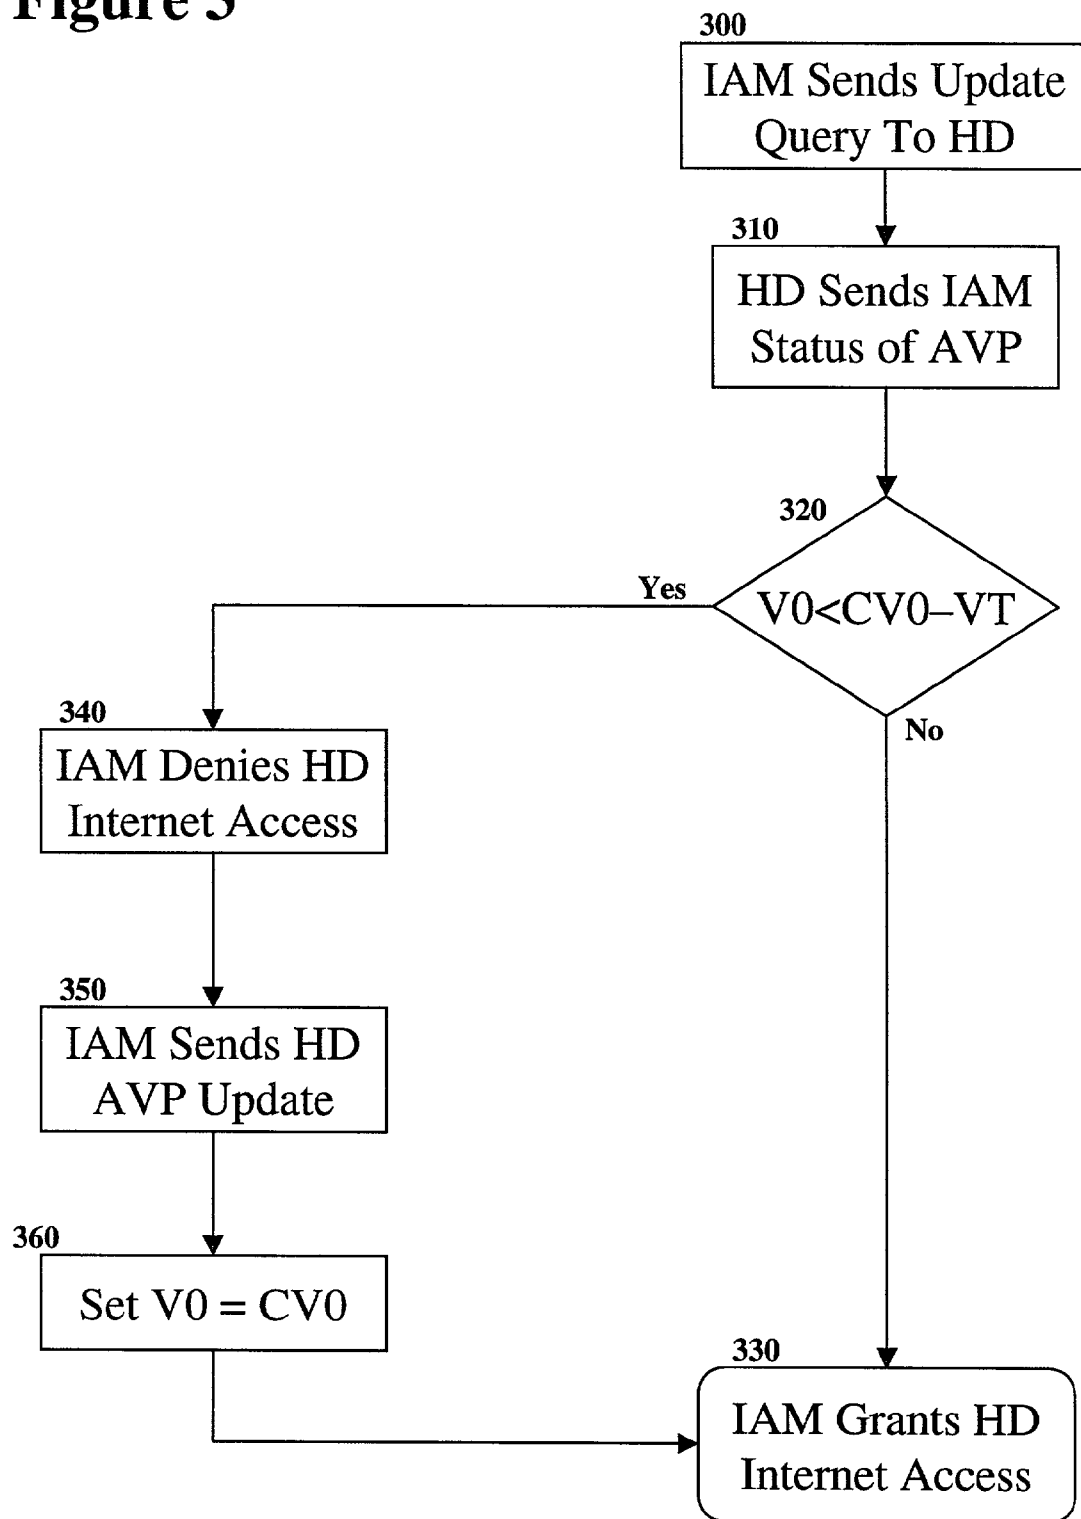 Figure 3
300
IAM Sends Update
Query To HD
310
HD Sends IAM
Status of AVP
320
Yes
V0<CV0–VT
No
340
IAM Denies HD
Internet Access
350
IAM Sends HD
AVP Update
360
Set V0 = CV0
330
IAM Grants HD
Internet Access